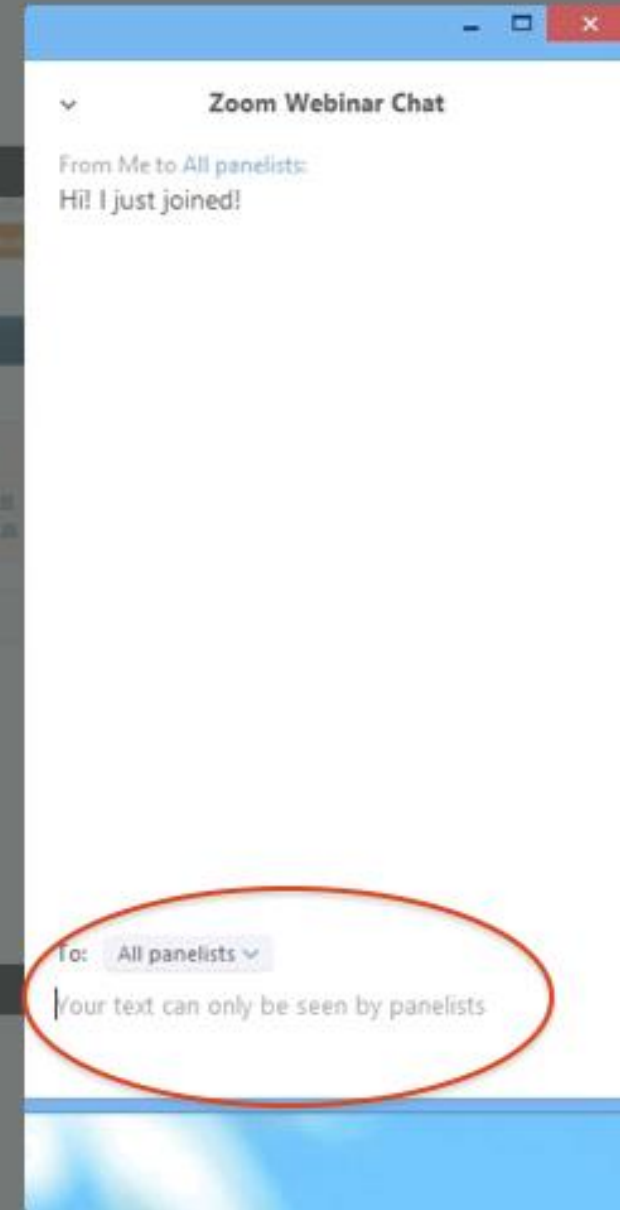 Zoom Webinar Chat
From Me to All panelists:
Hi! I just joined!
To: All panelists
Your text can only be seen by panelists